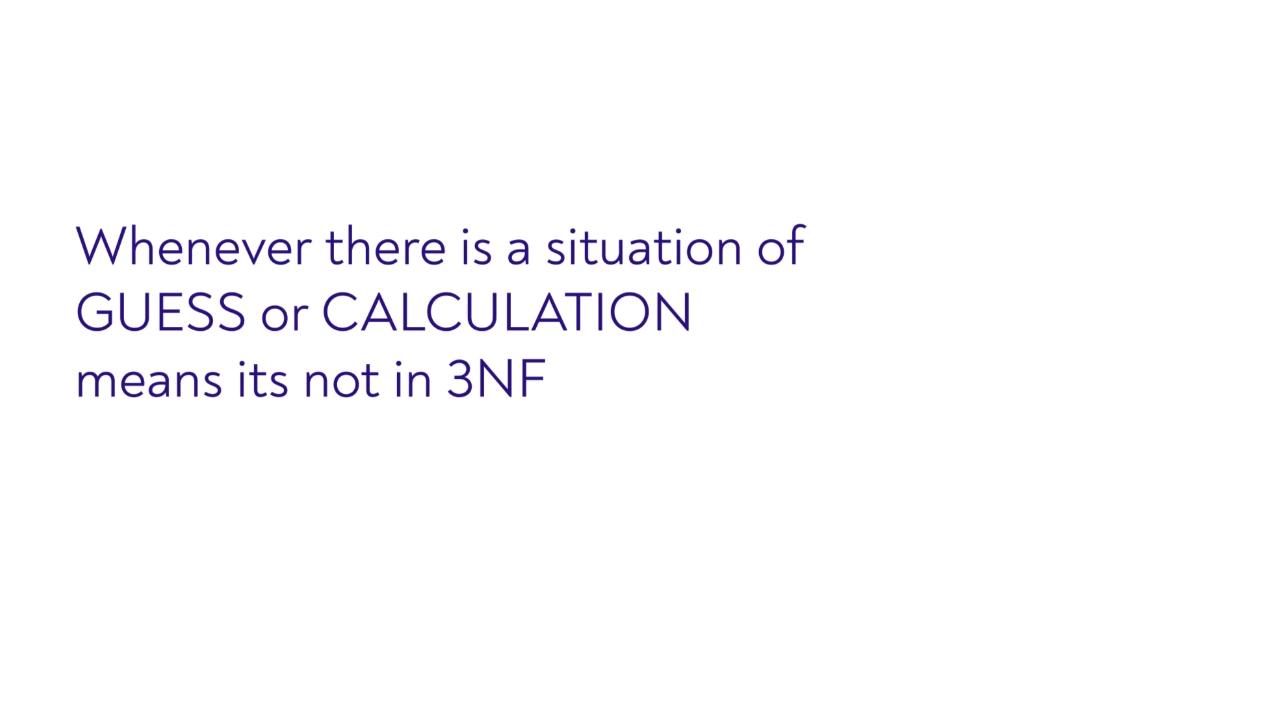 Whenever there is a situation of
GUESS or CALCULATION
means its not in 3NF